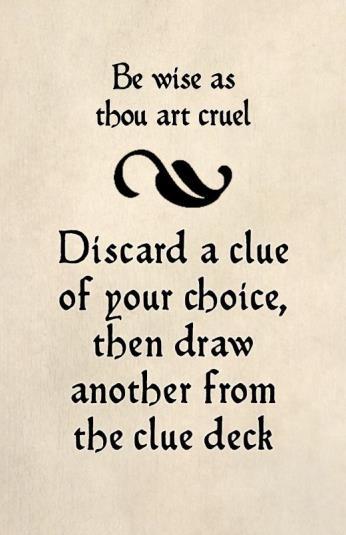 Be wise as
thou art cruel
Discard a clue
of your choice,
then draw
another from
the clue deck